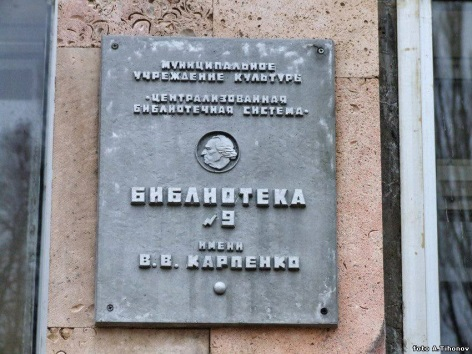 МУНИЦИПАЛЬНОЕ
УЧРЕЖДЕНИЕ КУЛЬТУРЫ
«ЦЕНТРАЛИЗОВАННАЯ
БИБЛИОТЕЧНАЯ СИСТЕМА»
БИБЛИОТЕКА
№9
ИМЕНИ
В.В. КАРПЕНКО
Foto A.Tihonov